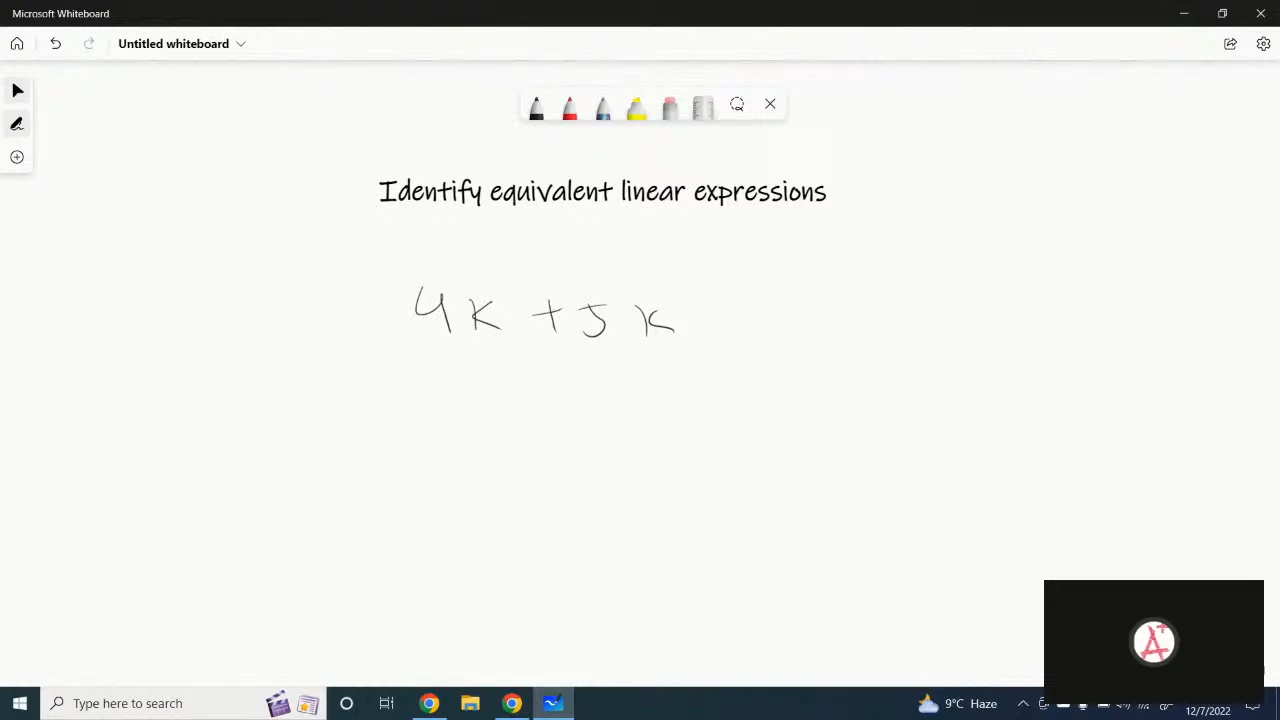 Microsoft Whiteboard
Untitled whiteboard
Identify equivalent linear expressions
4k + 5k
A+
Type here to search
9°C Haze
12/7/2022